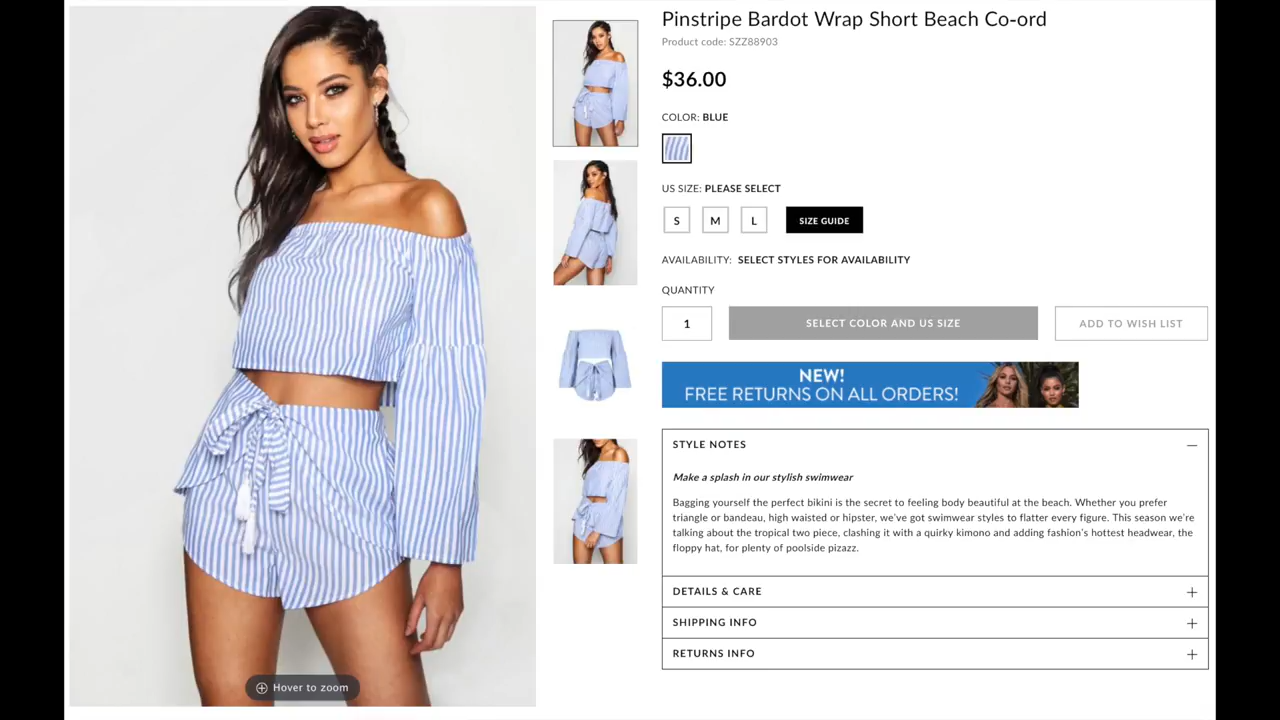 Pinstripe Bardot Wrap Short Beach Co-ord
Product code: SZZ88903
$36.00
COLOR: BLUE
US SIZE: PLEASE SELECT
S M L SIZE GUIDE
AVAILABILITY: SELECT STYLES FOR AVAILABILITY
QUANTITY
1 SELECT COLOR AND US SIZE ADD TO WISH LIST
NEW!
FREE RETURNS ON ALL ORDERS!
STYLE NOTES
Make a splash in our stylish swimwear
Bagging yourself the perfect bikini is the secret to feeling body beautiful at the beach. Whether you prefer
triangle or bandeau, high waisted or hipster, we've got swimwear styles to flatter every figure. This season we're
talking about the tropical two piece, clashing it with a quirky kimono and adding fashion's hottest headwear, the
floppy hat, for plenty of poolside pizazz.
DETAILS & CARE
SHIPPING INFO
RETURNS INFO
Hover to zoom